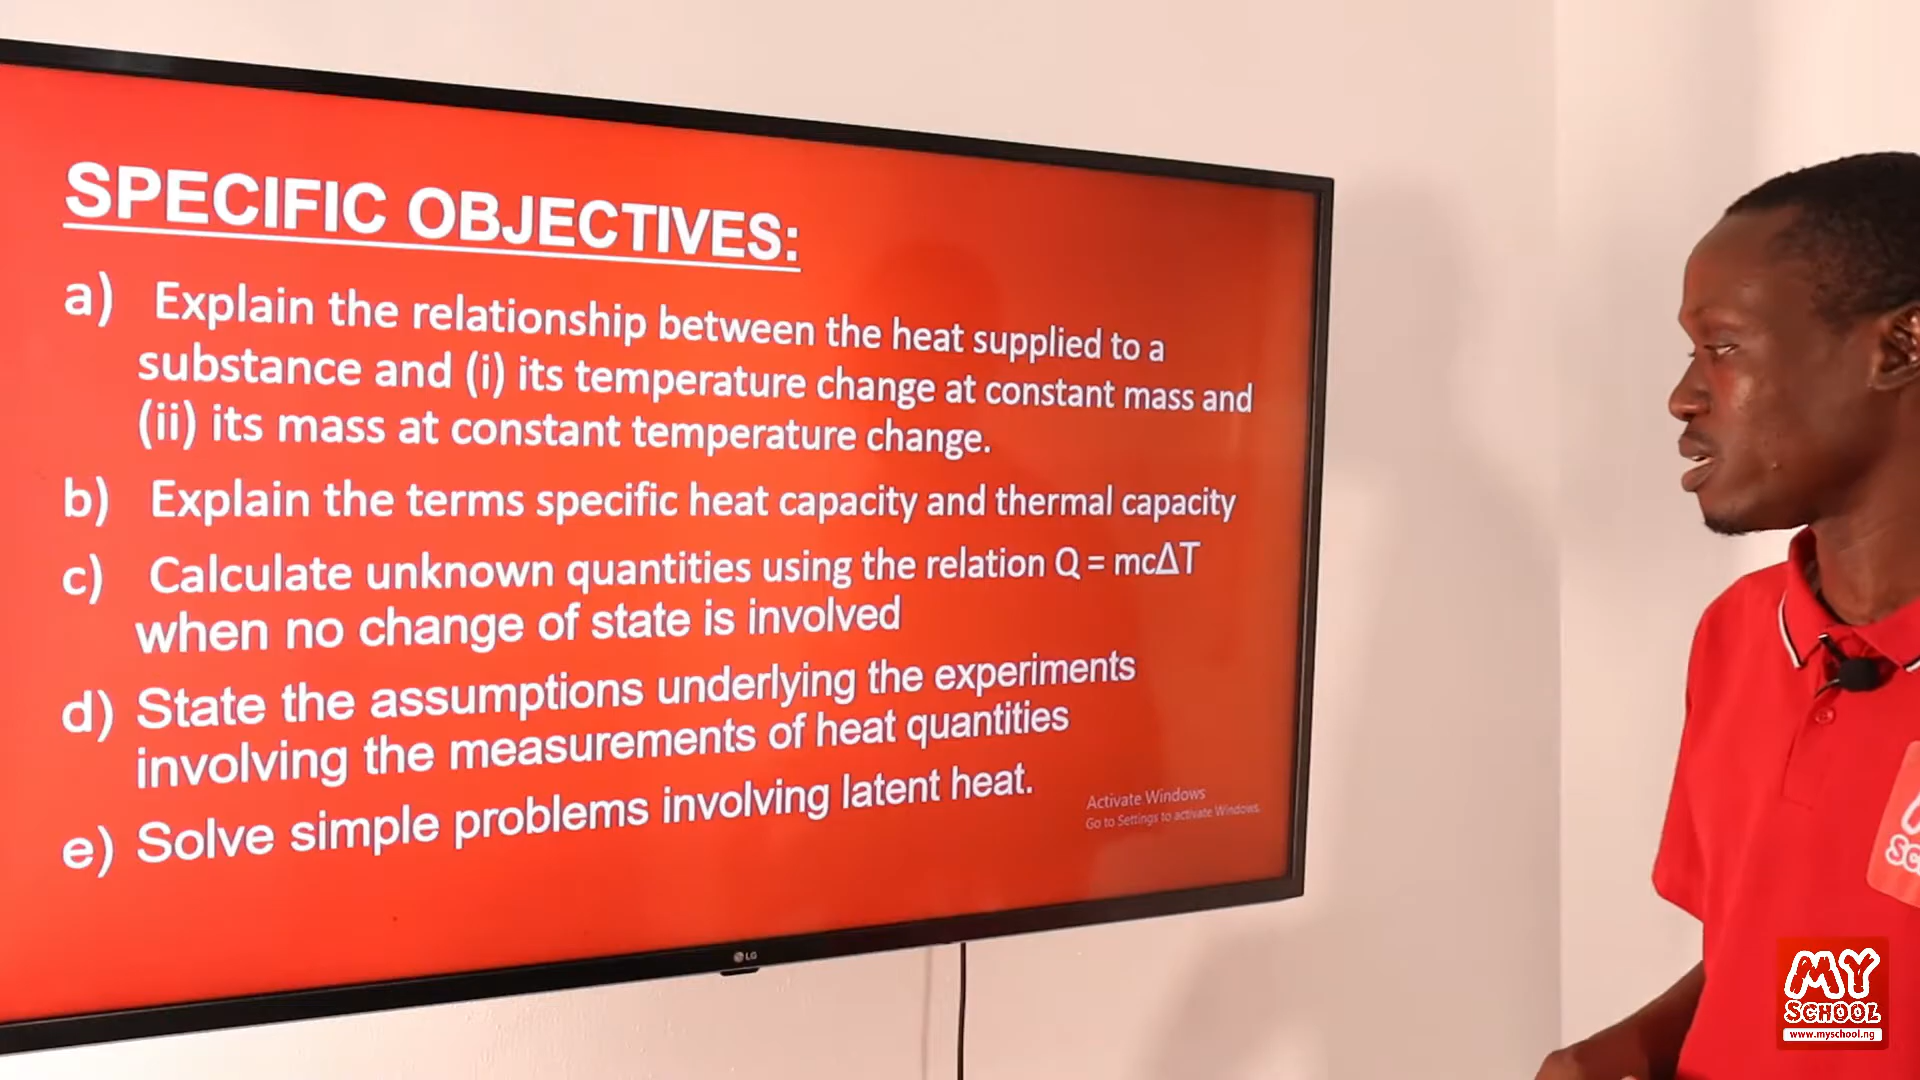 SPECIFIC OBJECTIVES:
a) Explain the relationship between the heat supplied to a
substance and (i) its temperature change at constant mass and
(ii) its mass at constant temperature change.
b) Explain the terms specific heat capacity and thermal capacity
c) Calculate unknown quantities using the relation Q = mcΔT
when no change of state is involved
d) State the assumptions underlying the experiments
involving the measurements of heat quantities
e) Solve simple problems involving latent heat.
Activate Windows
Go to Settings to activate Windows.
LG
SC
MY
SCHOOL
www.myschool.ng